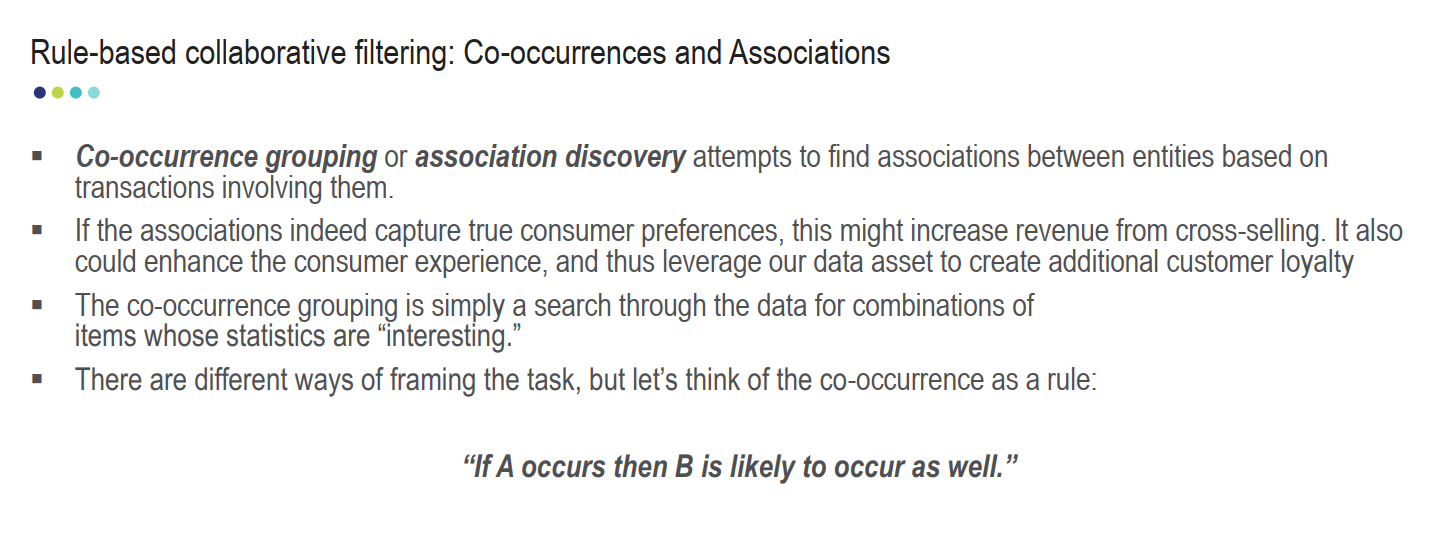 Rule-based collaborative filtering: Co-occurrences and Associations
▪ Co-occurrence grouping or association discovery attempts to find associations between entities based on
transactions involving them.
▪ If the associations indeed capture true consumer preferences, this might increase revenue from cross-selling. It also
could enhance the consumer experience, and thus leverage our data asset to create additional customer loyalty
▪ The co-occurrence grouping is simply a search through the data for combinations of
items whose statistics are “interesting.”
▪ There are different ways of framing the task, but let’s think of the co-occurrence as a rule:
“If A occurs then B is likely to occur as well.”